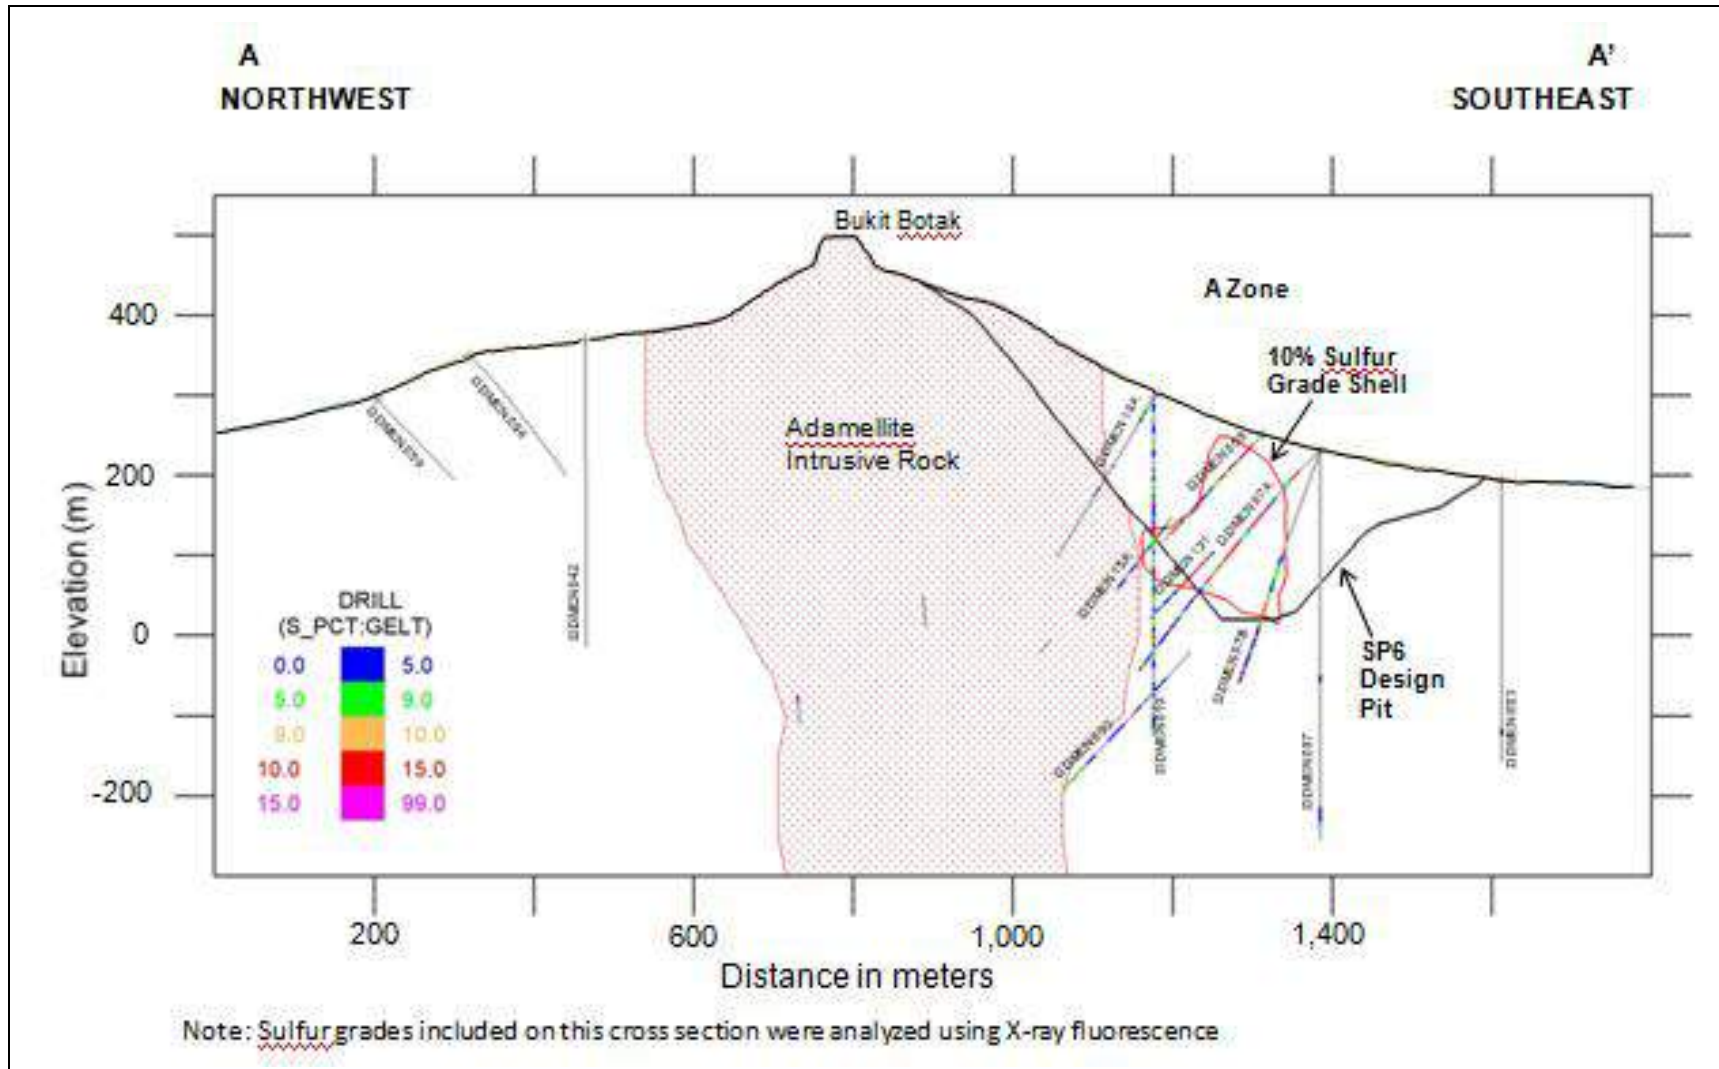 A
NORTHWEST
A'
SOUTHEAST
Bukit Botak
A Zone
10% Sulfur
Grade Shell
Adamellite
Intrusive Rock
400
200
0
-200
Elevation (m)
DRILL
(S_PCT:GELT)
0.0 5.0
5.0 9.0
9.0 10.0
10.0 15.0
15.0 99.0
SP6
Design
Pit
200
600
1,000
1,400
Distance in meters
Note: Sulfur grades included on this cross section were analyzed using X-ray fluorescence